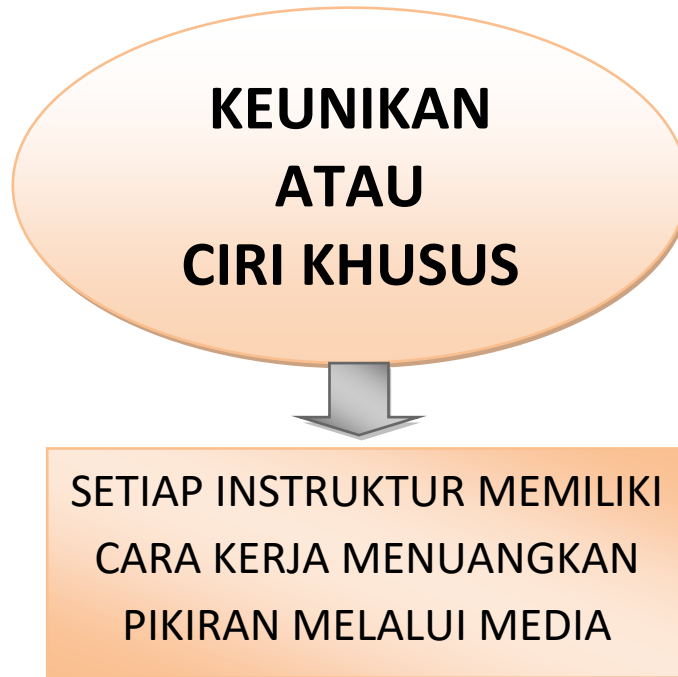 KEUNIKAN
ATAU
CIRI KHUSUS
SETIAP INSTRUKTUR MEMILIKI
CARA KERJA MENUANGKAN
PIKIRAN MELALUI MEDIA